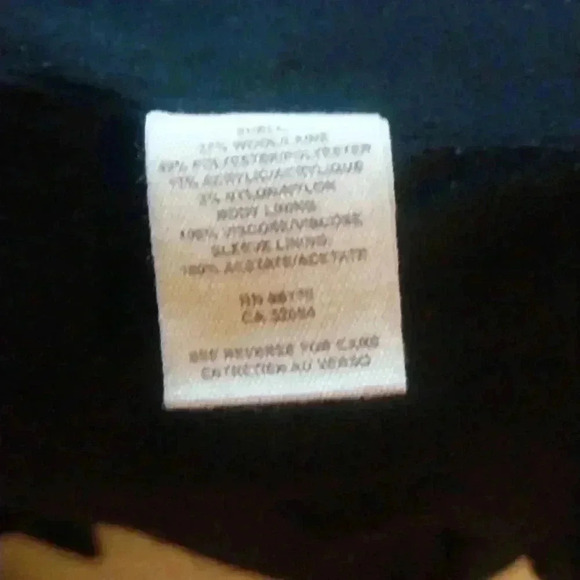 SHELL:
WOOL/LAINE
POLYESTER/POLYESTER
ACRYLIC/ACRYLIQUE
3% NYLON/NYLON
BODY LINING:
100% VISCOSE/VISCOSE
SLEEVE LINING:
100% ACETATE/ACETATE
RN
CA
SEE REVERSE FOR CARE
ENTRETIEN AU VERSO